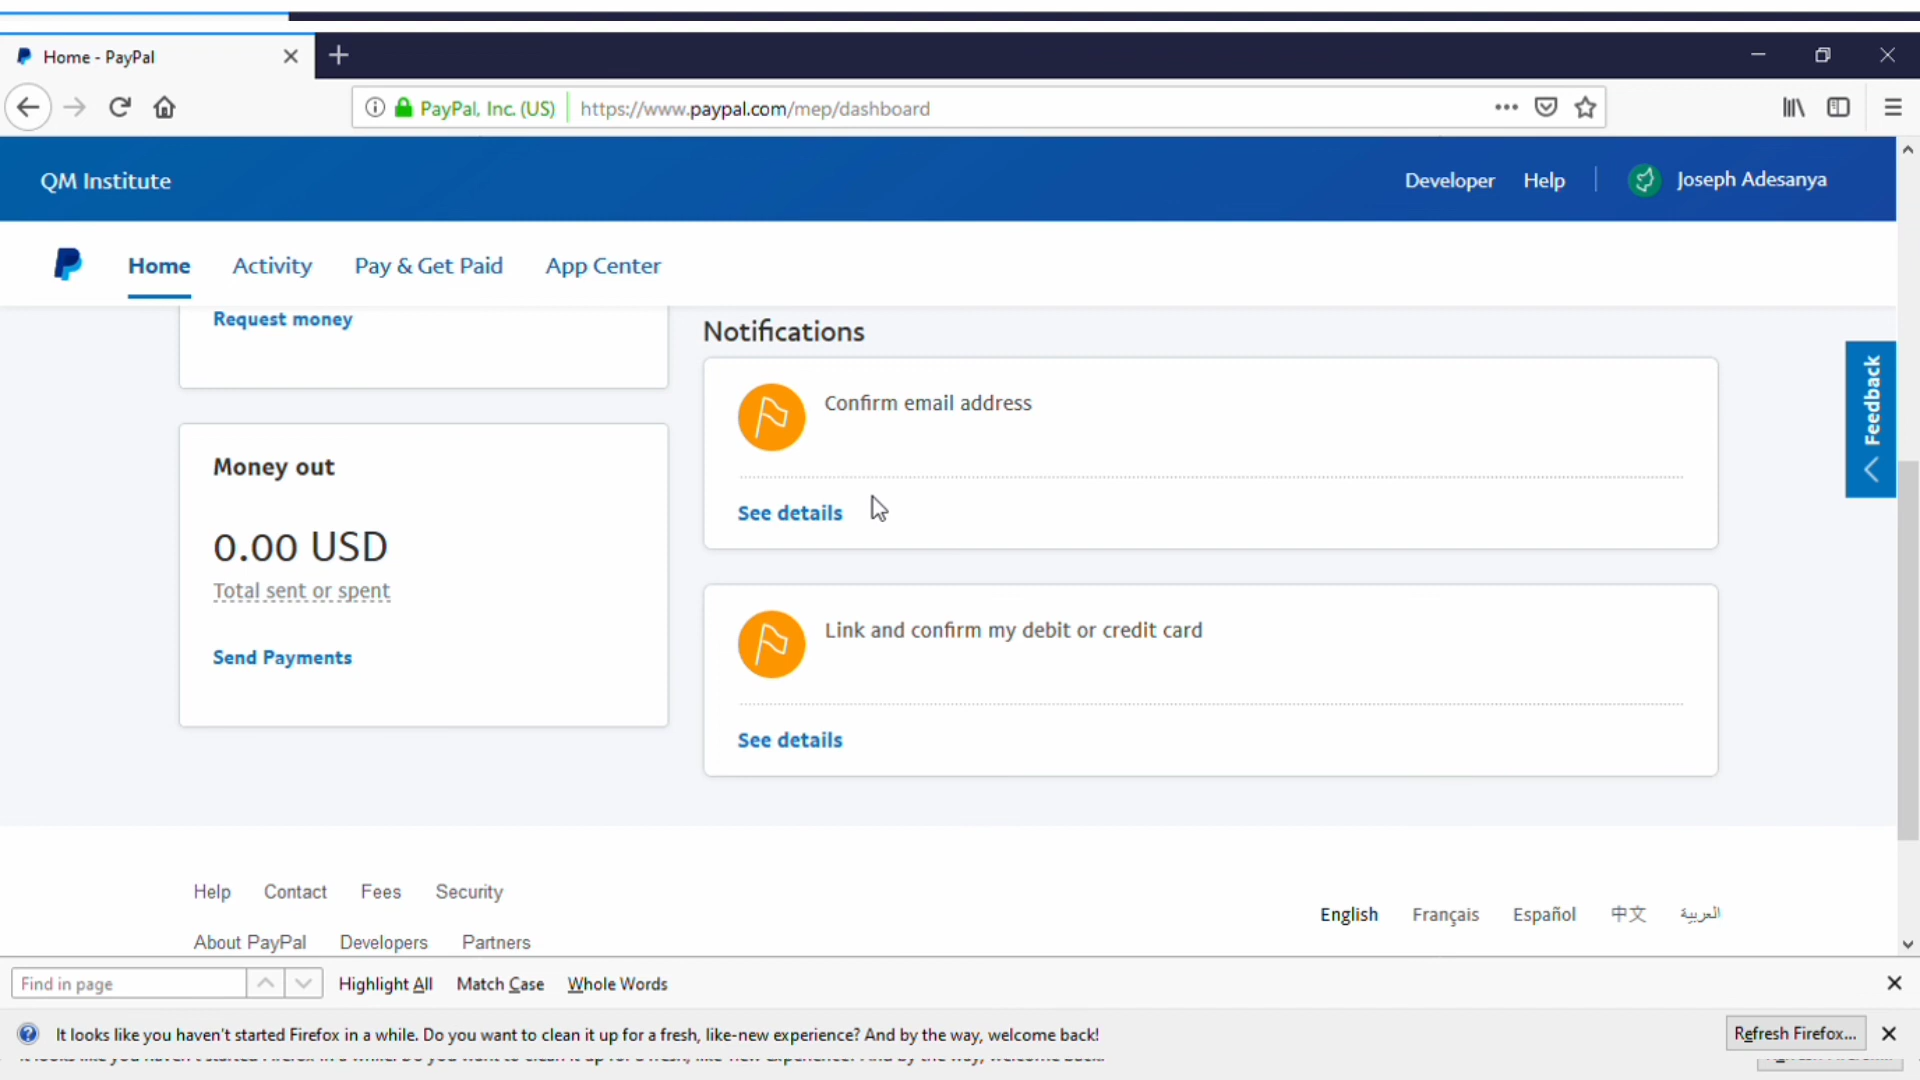 Home - PayPal
PayPal, Inc. (US) https://www.paypal.com/mep/dashboard
QM Institute
Developer Help Joseph Adesanya
Home Activity Pay & Get Paid App Center
Request money
Notifications
Confirm email address
See details
Feedback
Money out
0.00 USD
Total sent or spent
Send Payments
Link and confirm my debit or credit card
See details
Help Contact Fees Security
English Français Español 中文 العربية
About PayPal Developers Partners
Find in page Highlight All Match Case Whole Words
It looks like you haven't started Firefox in a while. Do you want to clean it up for a fresh, like-new experience? And by the way, welcome back! Refresh Firefox...